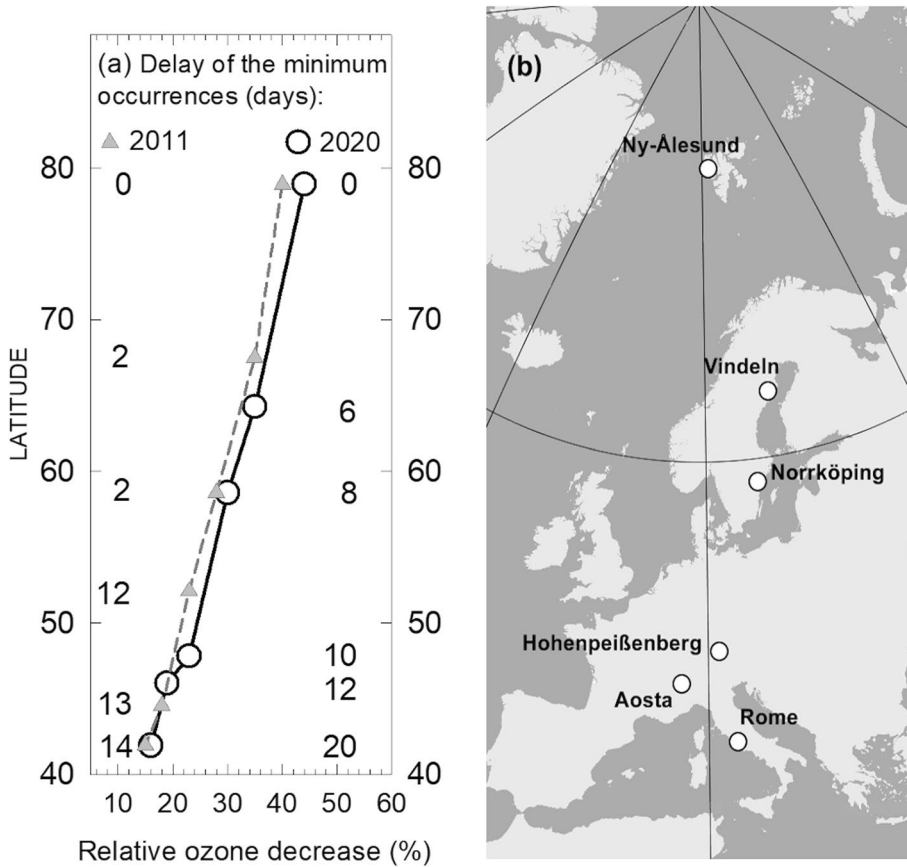 (a) Delay of the minimum
occurrences (days):
2011 2020
80 80
0 0
70 70
2
6
60 60
2 8
12
50 50
10
13 12
14 20
40 40
10 20 30 40 50 60
LATITUDE
Relative ozone decrease (%)
(b)
Ny-Ålesund
Vindeln
Norrköping
Hohenpeißenberg
Aosta
Rome